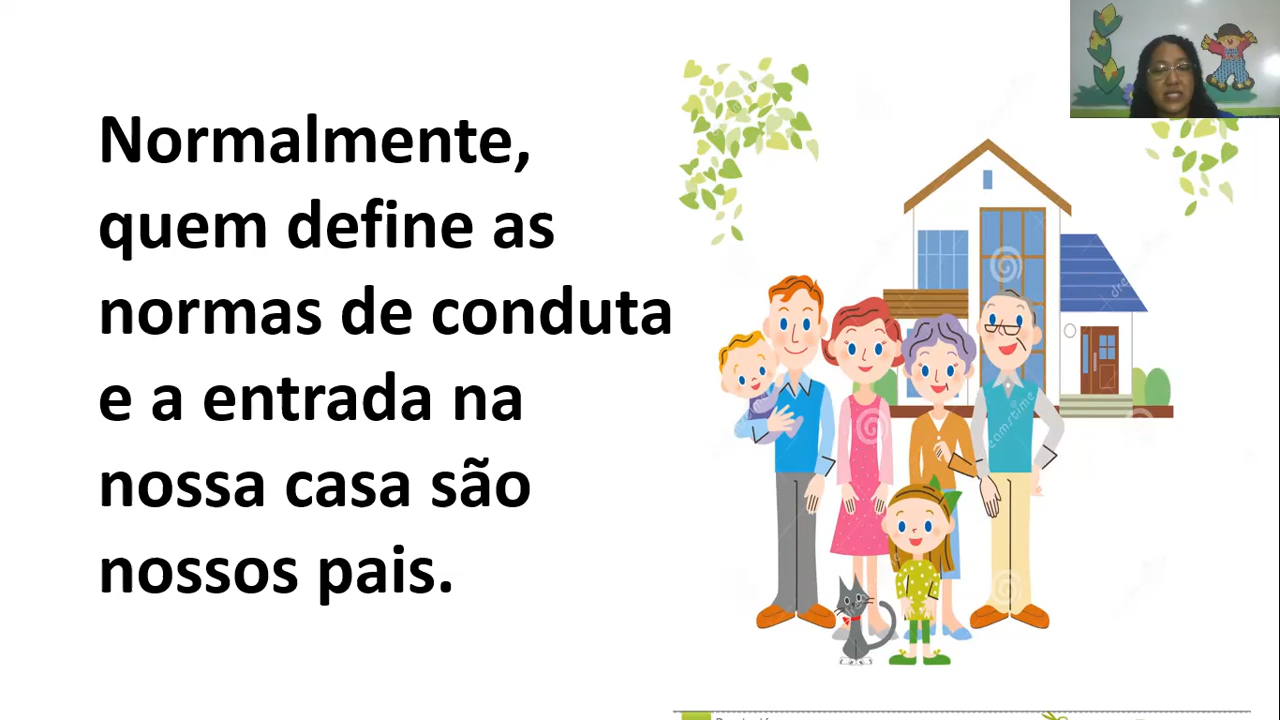 Normalmente,
quem define as
normas de conduta
e a entrada na
nossa casa são
nossos pais.